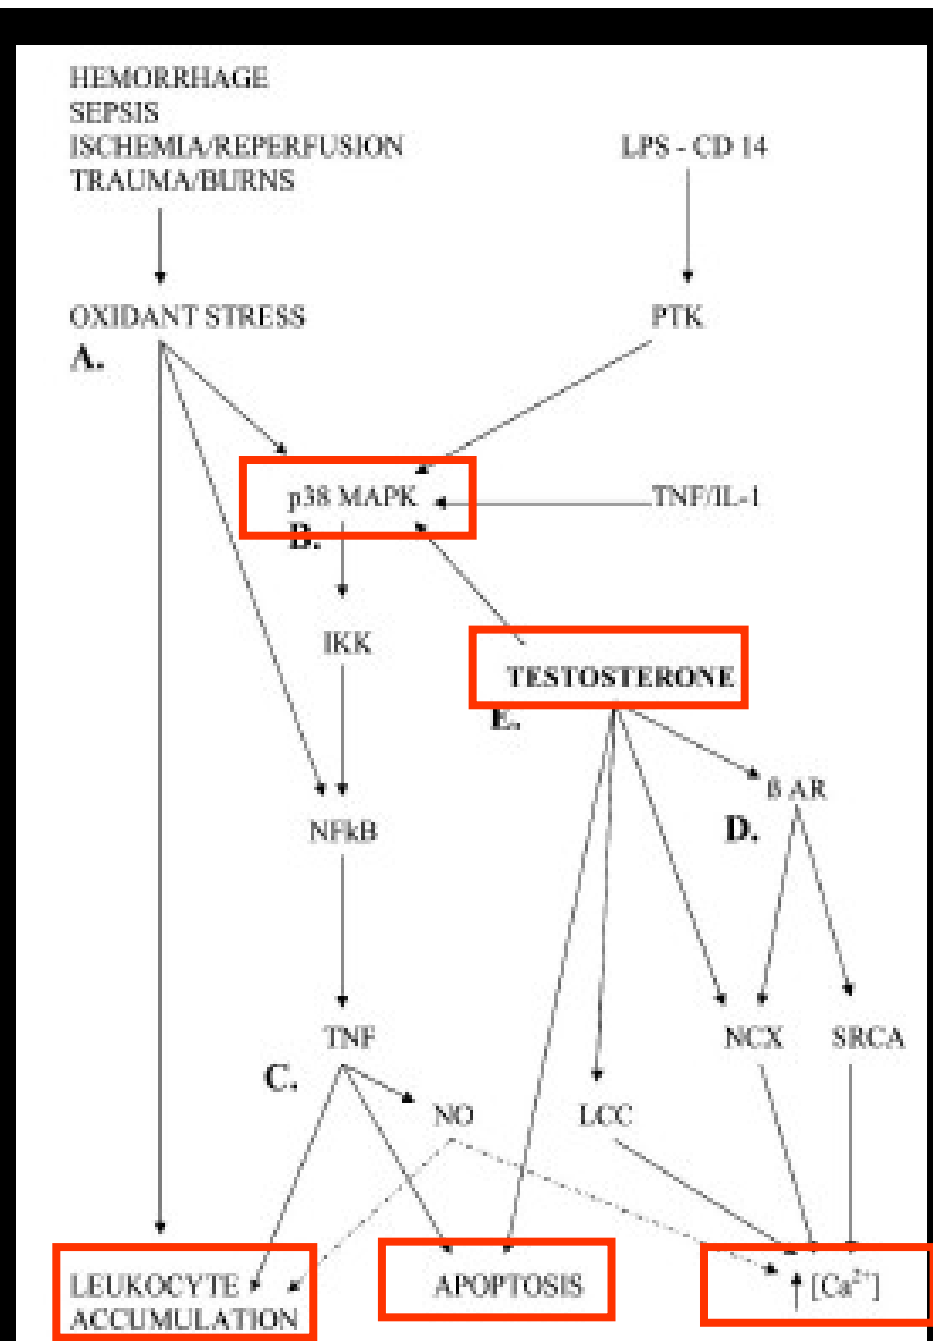 HEMORRHAGE
SEPSIS
ISCHEMIA/REPERFUSION
TRAUMA/BURNS
LPS - CD 14
OXIDANT STRESS
PTK
A.
p38 MAPK
TNF/IL-1
B.
IKK
TESTOSTERONE
E.
β AR
NFkB
D.
TNF
NCX
SRCA
C.
NO
LCC
LEUKOCYTE
ACCUMULATION
APOPTOSIS
[Ca²⁺]